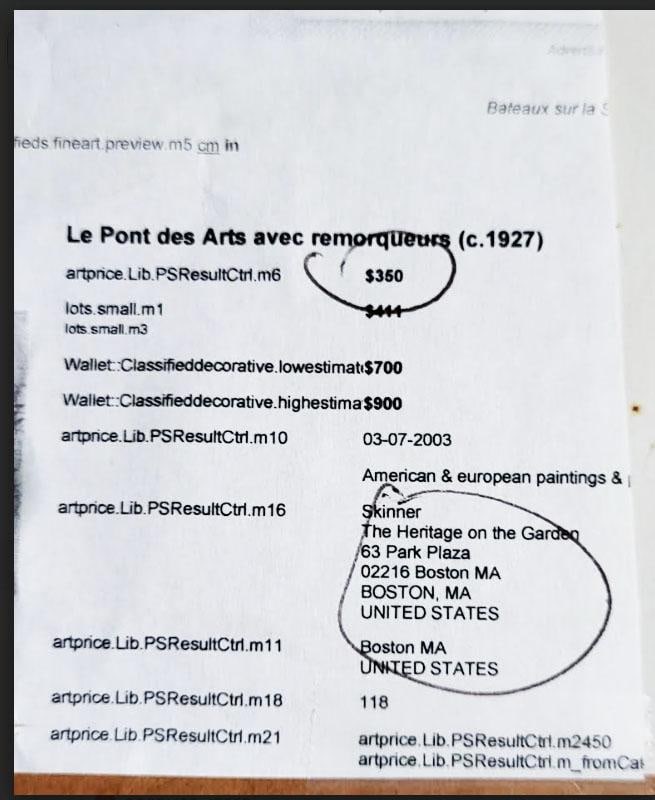 Bateaux sur la S
fieds.fineart.preview.m5 cm in
Le Pont des Arts avec remorqueurs (c.1927)
artprice.Lib.PSResultCtrl.m6 $350
lots.small.m1 $411
lots.small.m3
Wallet::Classifieddecorative.lowestimat $700
Wallet::Classifieddecorative.highestima $900
artprice.Lib.PSResultCtrl.m10 03-07-2003
American & european paintings &
artprice.Lib.PSResultCtrl.m16 Skinner
The Heritage on the Garden
63 Park Plaza
02216 Boston MA
BOSTON, MA
UNITED STATES
artprice.Lib.PSResultCtrl.m11 Boston MA
UNITED STATES
artprice.Lib.PSResultCtrl.m18 118
artprice.Lib.PSResultCtrl.m21 artprice.Lib.PSResultCtrl.m2450
artprice.Lib.PSResultCtrl.m_fromCat